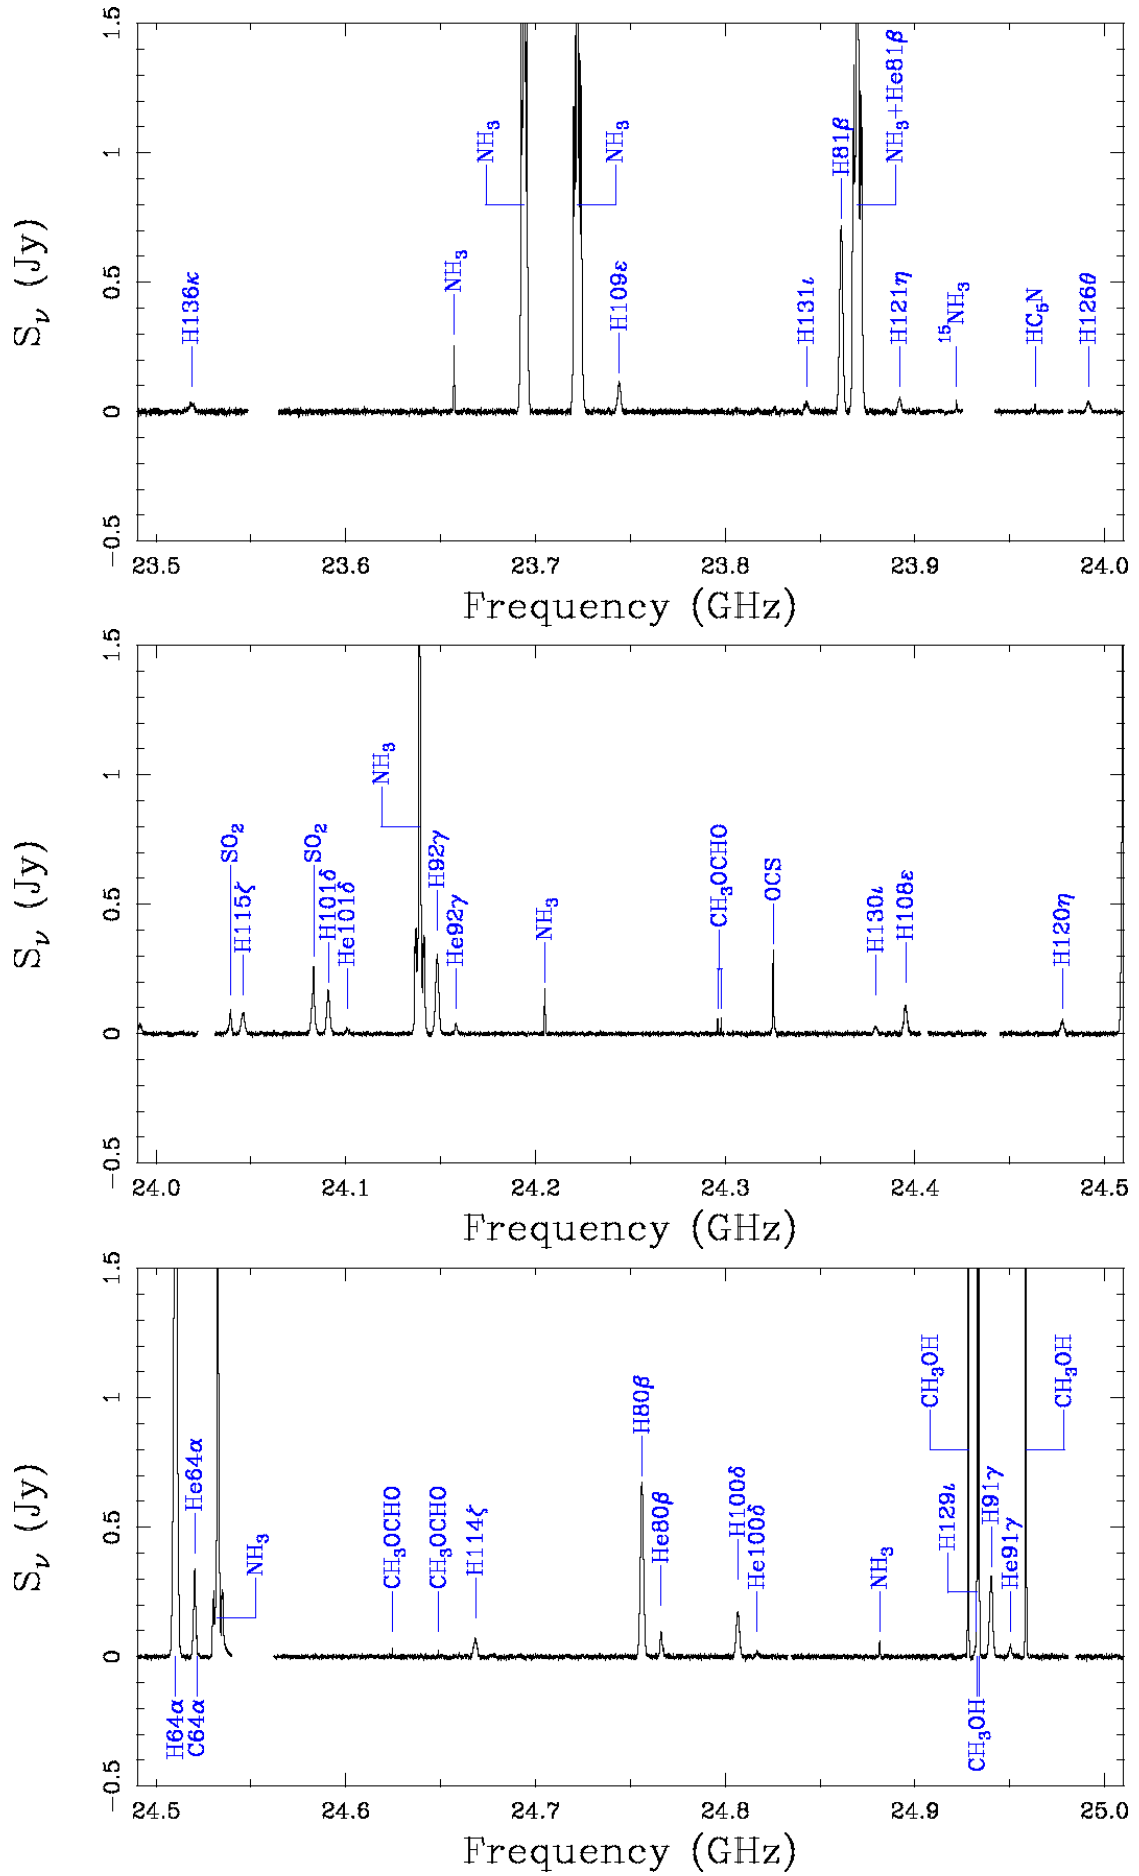 1.5
1
0.5
0
−0.5
S_ν (Jy)
H136κ
NH₃
NH₃
NH₃
H109ε
H131ι
H81β
NH₃+He81β
H121η
¹⁵NH₃
HC₅N
H126θ
23.5 23.6 23.7 23.8 23.9 24.0
Frequency (GHz)
1.5
1
0.5
0
−0.5
S_ν (Jy)
SO₂
H115ζ
SO₂
H101δ
He101δ
NH₃
H92γ
He92γ
NH₃
CH₃OCHO
OCS
H130ι
H108ε
H120η
24.0 24.1 24.2 24.3 24.4 24.5
Frequency (GHz)
1.5
1
0.5
0
−0.5
S_ν (Jy)
H64α
He64α
C64α
NH₃
CH₃OCHO
CH₃OCHO
H114ζ
H80β
He80β
H100δ
He100δ
NH₃
CH₃OH
H129ι
CH₃OH
H91γ
He91γ
CH₃OH
24.5 24.6 24.7 24.8 24.9 25.0
Frequency (GHz)